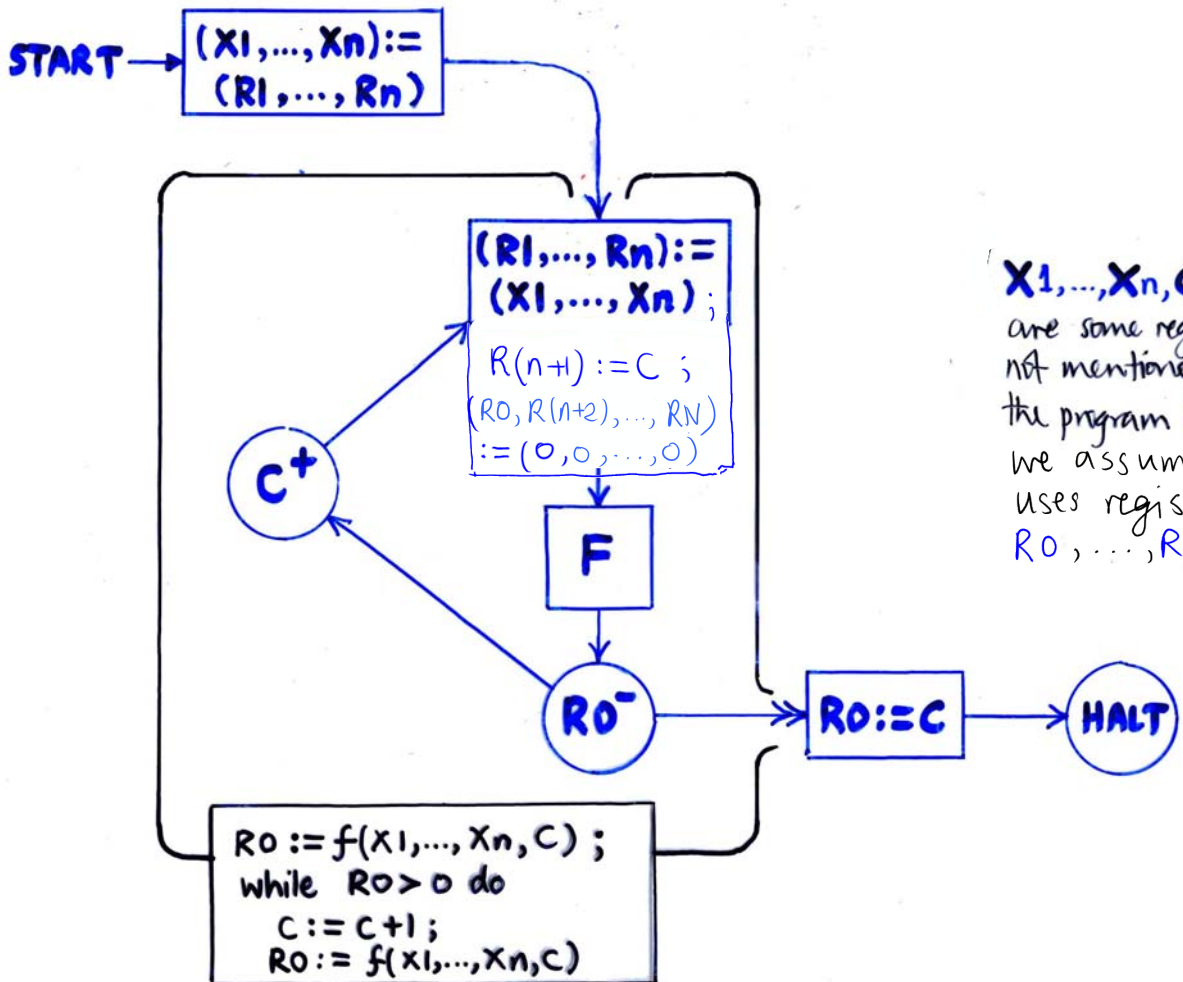 START
(X1,...,Xn):=
(R1,...,Rn)
(R1,...,Rn):=
(X1,...,Xn) ;
R(n+1) := C ;
(R0, R(n+2),..., RN)
:=(0,0,...,0)
C⁺
F
R0⁻
R0:=C
HALT
X1,...,Xn,
are some
not mentione
the program
we assum
uses regis
R0, ...,R
R0 := f(X1,...,Xn,C) ;
while R0>0 do
C := C+1 ;
R0 := f(X1,...,Xn,C)